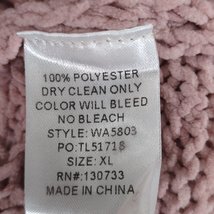 100% POLYESTER
DRY CLEAN ONLY
COLOR WILL BLEED
NO BLEACH
STYLE: WA5803
PO:TL51718
SIZE: XL
RN#:130733
MADE IN CHINA